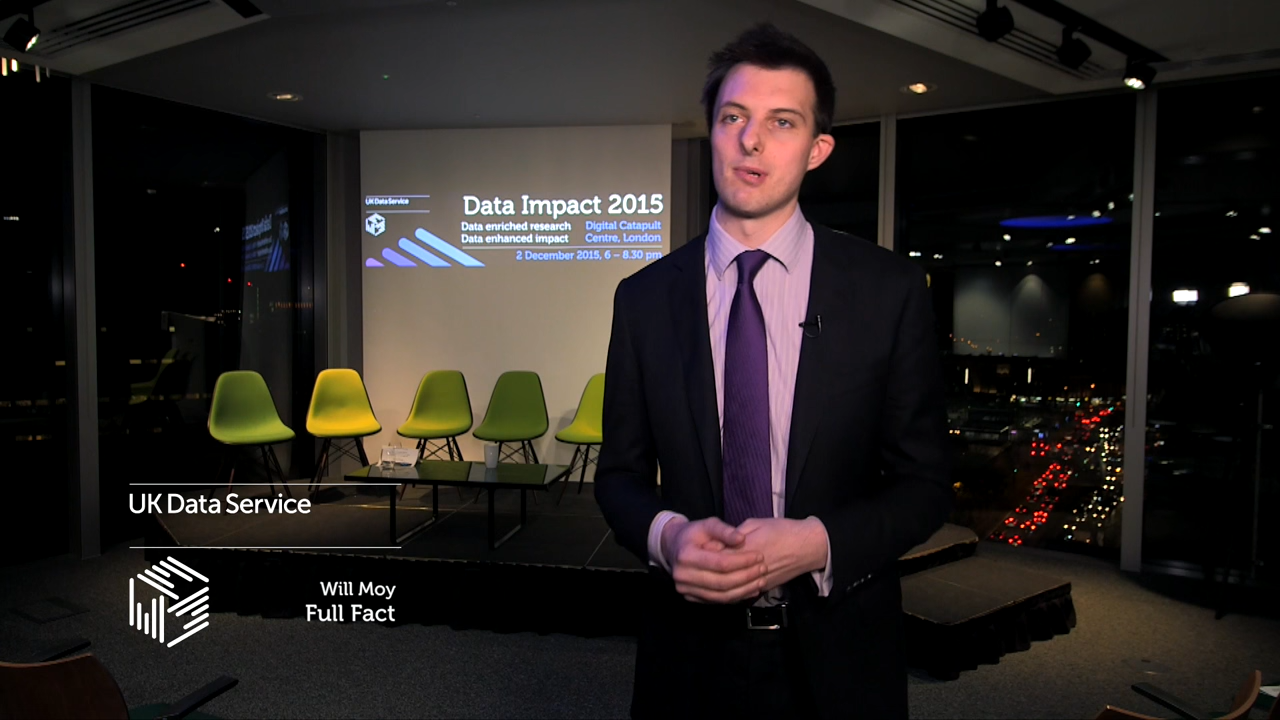 UK Data Service
Data Impact 2015
Data enriched research Digital Catapult
Data enhanced impact Centre, London
2 December 2015, 6 – 8.30 pm
UK Data Service
Will Moy
Full Fact